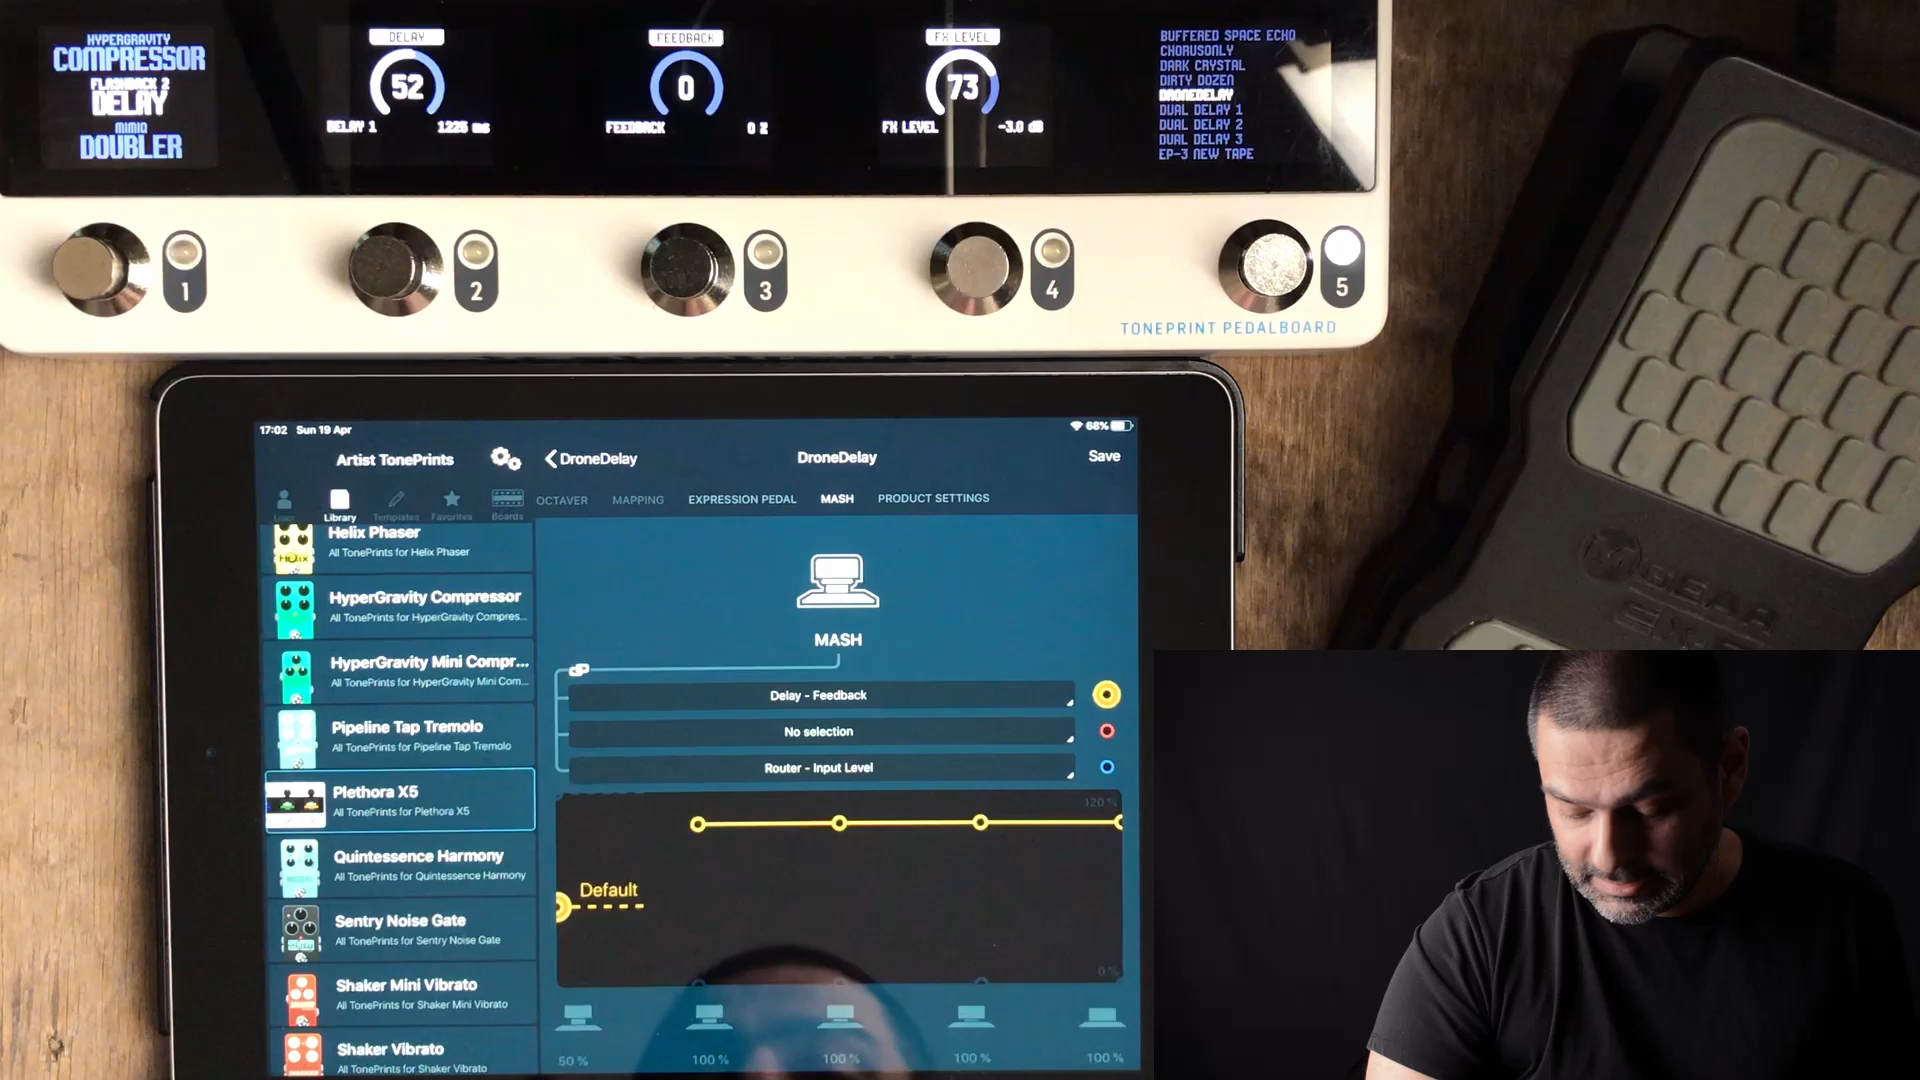 HYPERGRAVITY
COMPRESSOR
FLASHBACK 2
DELAY
MIMIQ
DOUBLER
DELAY
52
DELAY 1 1225 ms
FEEDBACK
0
FEEDBACK 0 %
FX LEVEL
73
FX LEVEL -3.0 dB
BUFFERED SPACE ECHO
CHORUSONLY
DARK CRYSTAL
DIRTY DOZEN
DRONEDELAY
DUAL DELAY 1
DUAL DELAY 2
DUAL DELAY 3
EP-3 NEW TAPE
1
2
3
4
5
TONEPRINT PEDALBOARD
17:02 Sun 19 Apr
68%
Artist TonePrints
DroneDelay
DroneDelay
Save
Library
Templates
Favorites
Boards
OCTAVER MAPPING EXPRESSION PEDAL MASH PRODUCT SETTINGS
Helix Phaser
All TonePrints for Helix Phaser
HyperGravity Compressor
All TonePrints for HyperGravity Compres...
HyperGravity Mini Compr...
All TonePrints for HyperGravity Mini Com...
Pipeline Tap Tremolo
All TonePrints for Pipeline Tap Tremolo
Plethora X5
All TonePrints for Plethora X5
Quintessence Harmony
All TonePrints for Quintessence Harmony
Sentry Noise Gate
All TonePrints for Sentry Noise Gate
Shaker Mini Vibrato
All TonePrints for Shaker Mini Vibrato
Shaker Vibrato
All TonePrints for Shaker Vibrato
MASH
Delay - Feedback
No selection
Router - Input Level
120 %
Default
0 %
50 %
100 %
100 %
100 %
100 %
GEAR